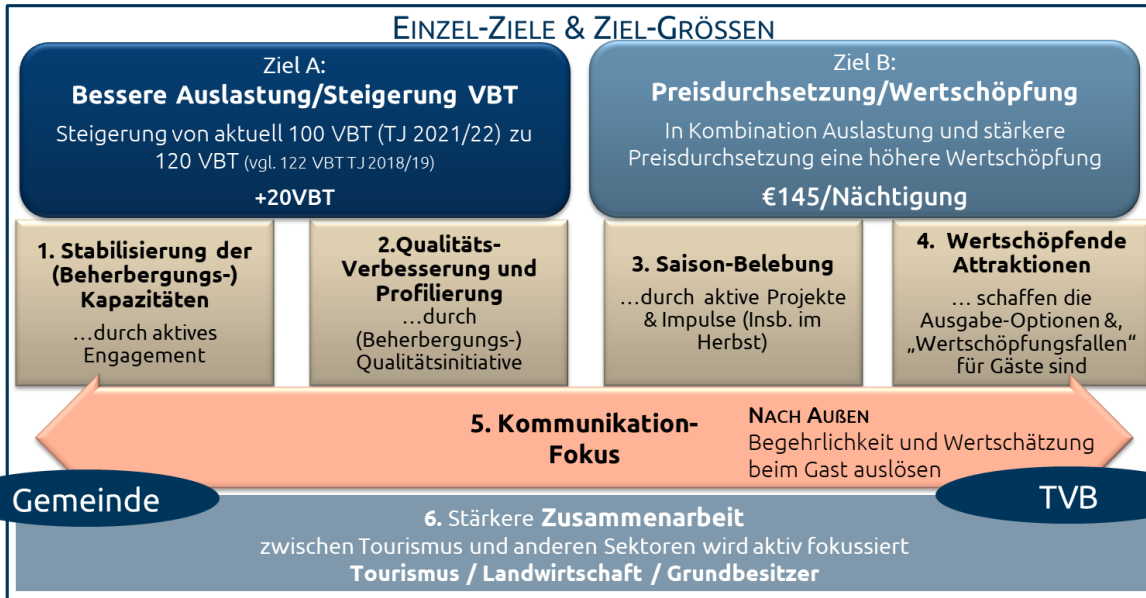 EINZEL-ZIELE & ZIEL-GRÖSSEN
Ziel A:
Bessere Auslastung/Steigerung VBT
Steigerung von aktuell 100 VBT (TJ 2021/22) zu
120 VBT (vgl. 122 VBT TJ 2018/19)
+20VBT
Ziel B:
Preisdurchsetzung/Wertschöpfung
In Kombination Auslastung und stärkere
Preisdurchsetzung eine höhere Wertschöpfung
€145/Nächtigung
1. Stabilisierung der
(Beherbergungs-)
Kapazitäten
...durch aktives
Engagement
2.Qualitäts-
Verbesserung und
Profilierung
...durch
(Beherbergungs-)
Qualitätsinitiative
3. Saison-Belebung
...durch aktive Projekte
& Impulse (Insb. im
Herbst)
4. Wertschöpfende
Attraktionen
... schaffen die
Ausgabe-Optionen &,
„Wertschöpfungsfallen“
für Gäste sind
5. Kommunikation-
Fokus
NACH AUßEN
Begehrlichkeit und Wertschätzung
beim Gast auslösen
Gemeinde
TVB
6. Stärkere Zusammenarbeit
zwischen Tourismus und anderen Sektoren wird aktiv fokussiert
Tourismus / Landwirtschaft / Grundbesitzer